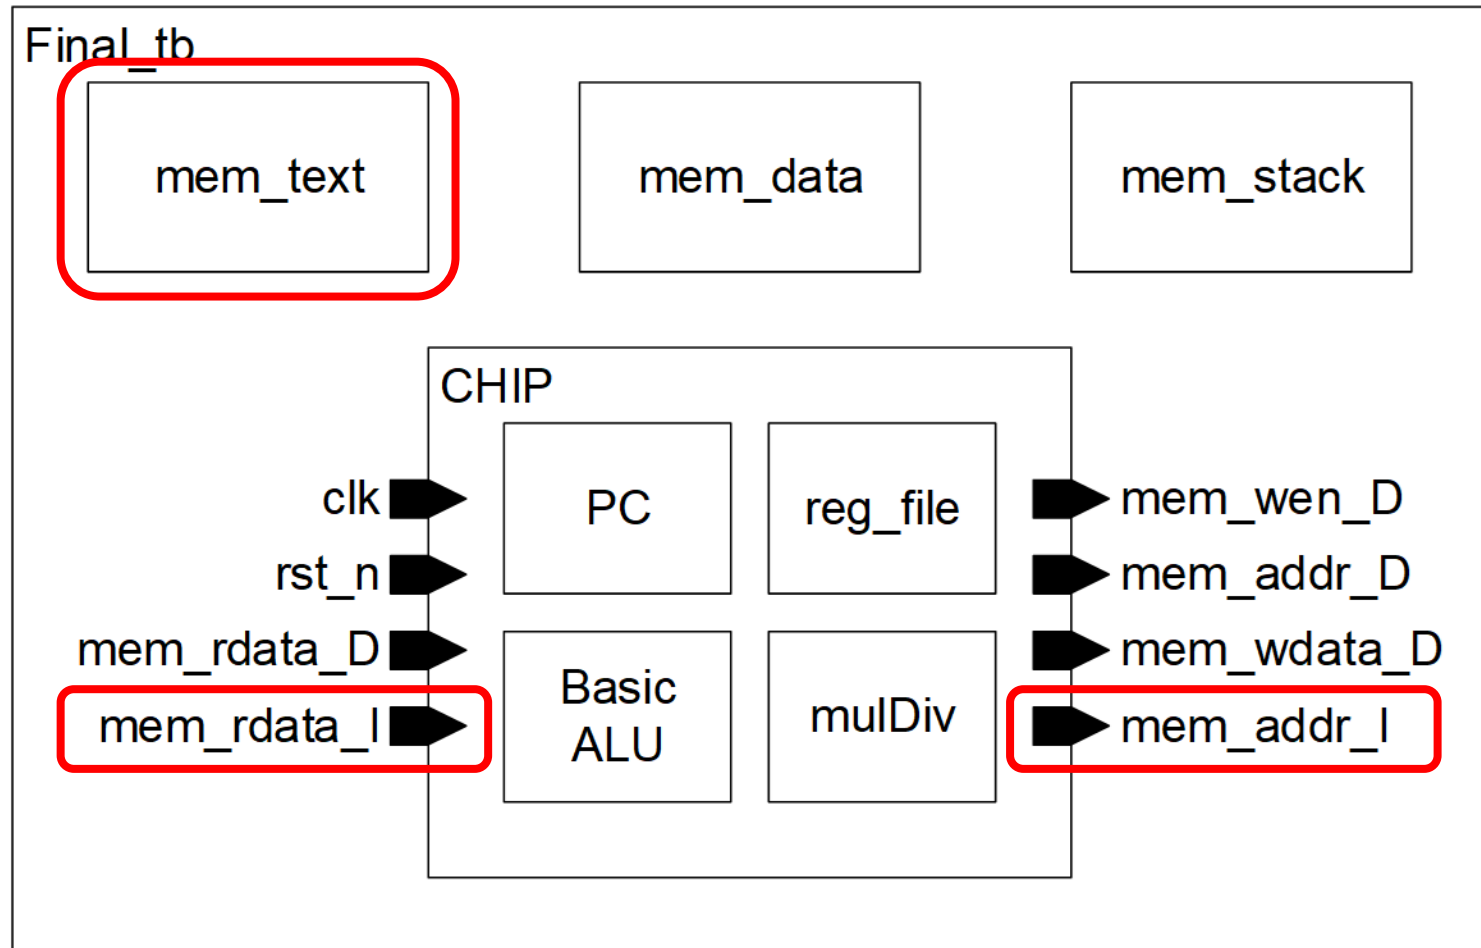 Final_tb
mem_text
mem_data
mem_stack
CHIP
clk
rst_n
mem_rdata_D
mem_rdata_I
PC
reg_file
Basic
ALU
mulDiv
mem_wen_D
mem_addr_D
mem_wdata_D
mem_addr_I